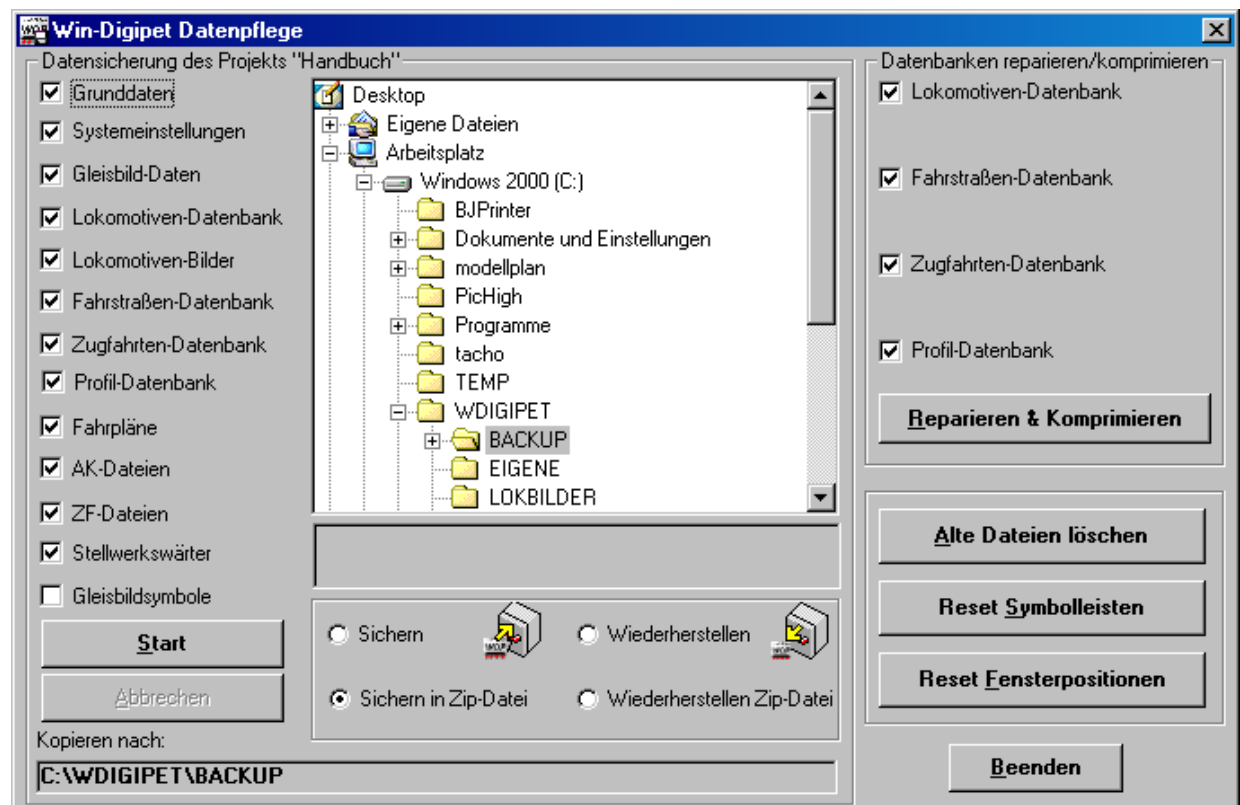 Win-Digipet Datenpflege
Datensicherung des Projekts "Handbuch"
Grunddaten
Systemeinstellungen
Gleisbild-Daten
Lokomotiven-Datenbank
Lokomotiven-Bilder
Fahrstraßen-Datenbank
Zugfahrten-Datenbank
Profil-Datenbank
Fahrpläne
AK-Dateien
ZF-Dateien
Stellwerkswärter
Gleisbildsymbole
Start
Abbrechen
Desktop
Eigene Dateien
Arbeitsplatz
Windows 2000 (C:)
BJPrinter
Dokumente und Einstellungen
modellplan
PicHigh
Programme
tacho
TEMP
WDIGIPET
BACKUP
EIGENE
LOKBILDER
Sichern
Wiederherstellen
Sichern in Zip-Datei
Wiederherstellen Zip-Datei
Kopieren nach:
C:\WDIGIPET\BACKUP
Datenbanken reparieren/komprimieren
Lokomotiven-Datenbank
Fahrstraßen-Datenbank
Zugfahrten-Datenbank
Profil-Datenbank
Reparieren & Komprimieren
Alte Dateien löschen
Reset Symbolleisten
Reset Fensterpositionen
Beenden